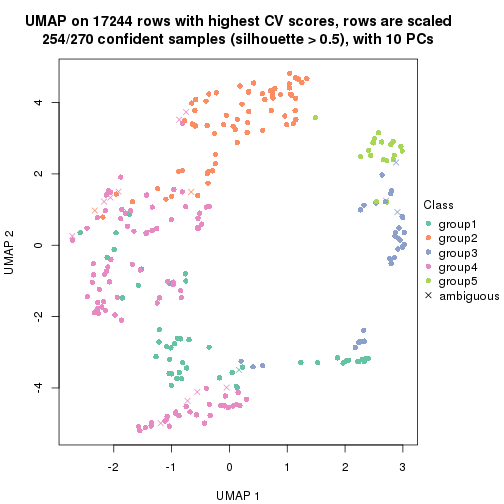 UMAP on 17244 rows with highest CV scores, rows are scaled
254/270 confident samples (silhouette > 0.5), with 10 PCs
4
2
0
-2
-4
UMAP 2
-2
-1
0
1
2
3
UMAP 1
Class
group1
group2
group3
group4
group5
ambiguous